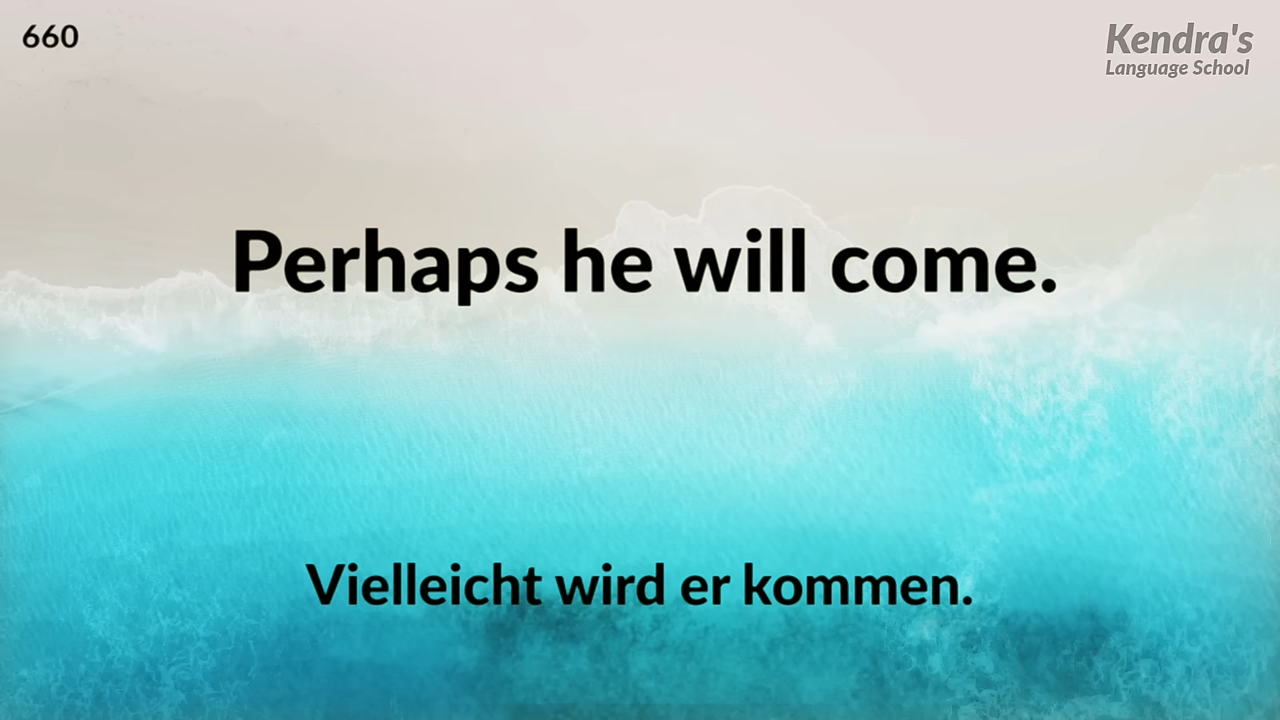 660
Kendra's
Language School
Perhaps he will come.
Vielleicht wird er kommen.